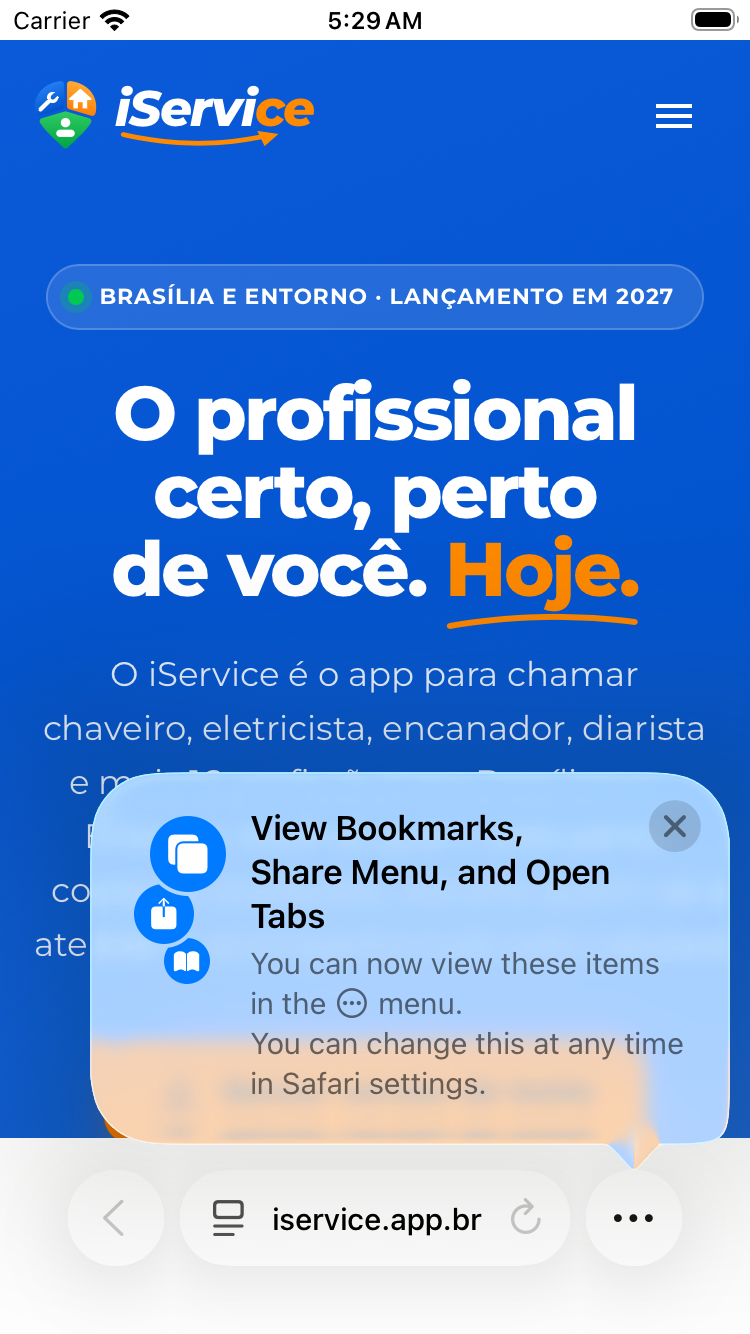 Carrier
5:29 AM
iService
BRASÍLIA E ENTORNO · LANÇAMENTO EM 2027
O profissional
certo, perto
de você. Hoje.
O iService é o app para chamar
chaveiro, eletricista, encanador, diarista
e
co
ate
View Bookmarks,
Share Menu, and Open
Tabs
You can now view these items
in the ••• menu.
You can change this at any time
in Safari settings.
iservice.app.br